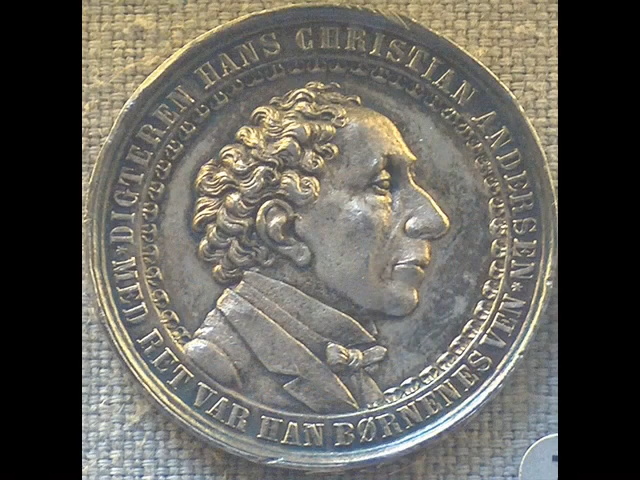 DIGTEREN HANS CHRISTIAN ANDERSEN *
MED RET VAR HAN BØRNENES VEN *